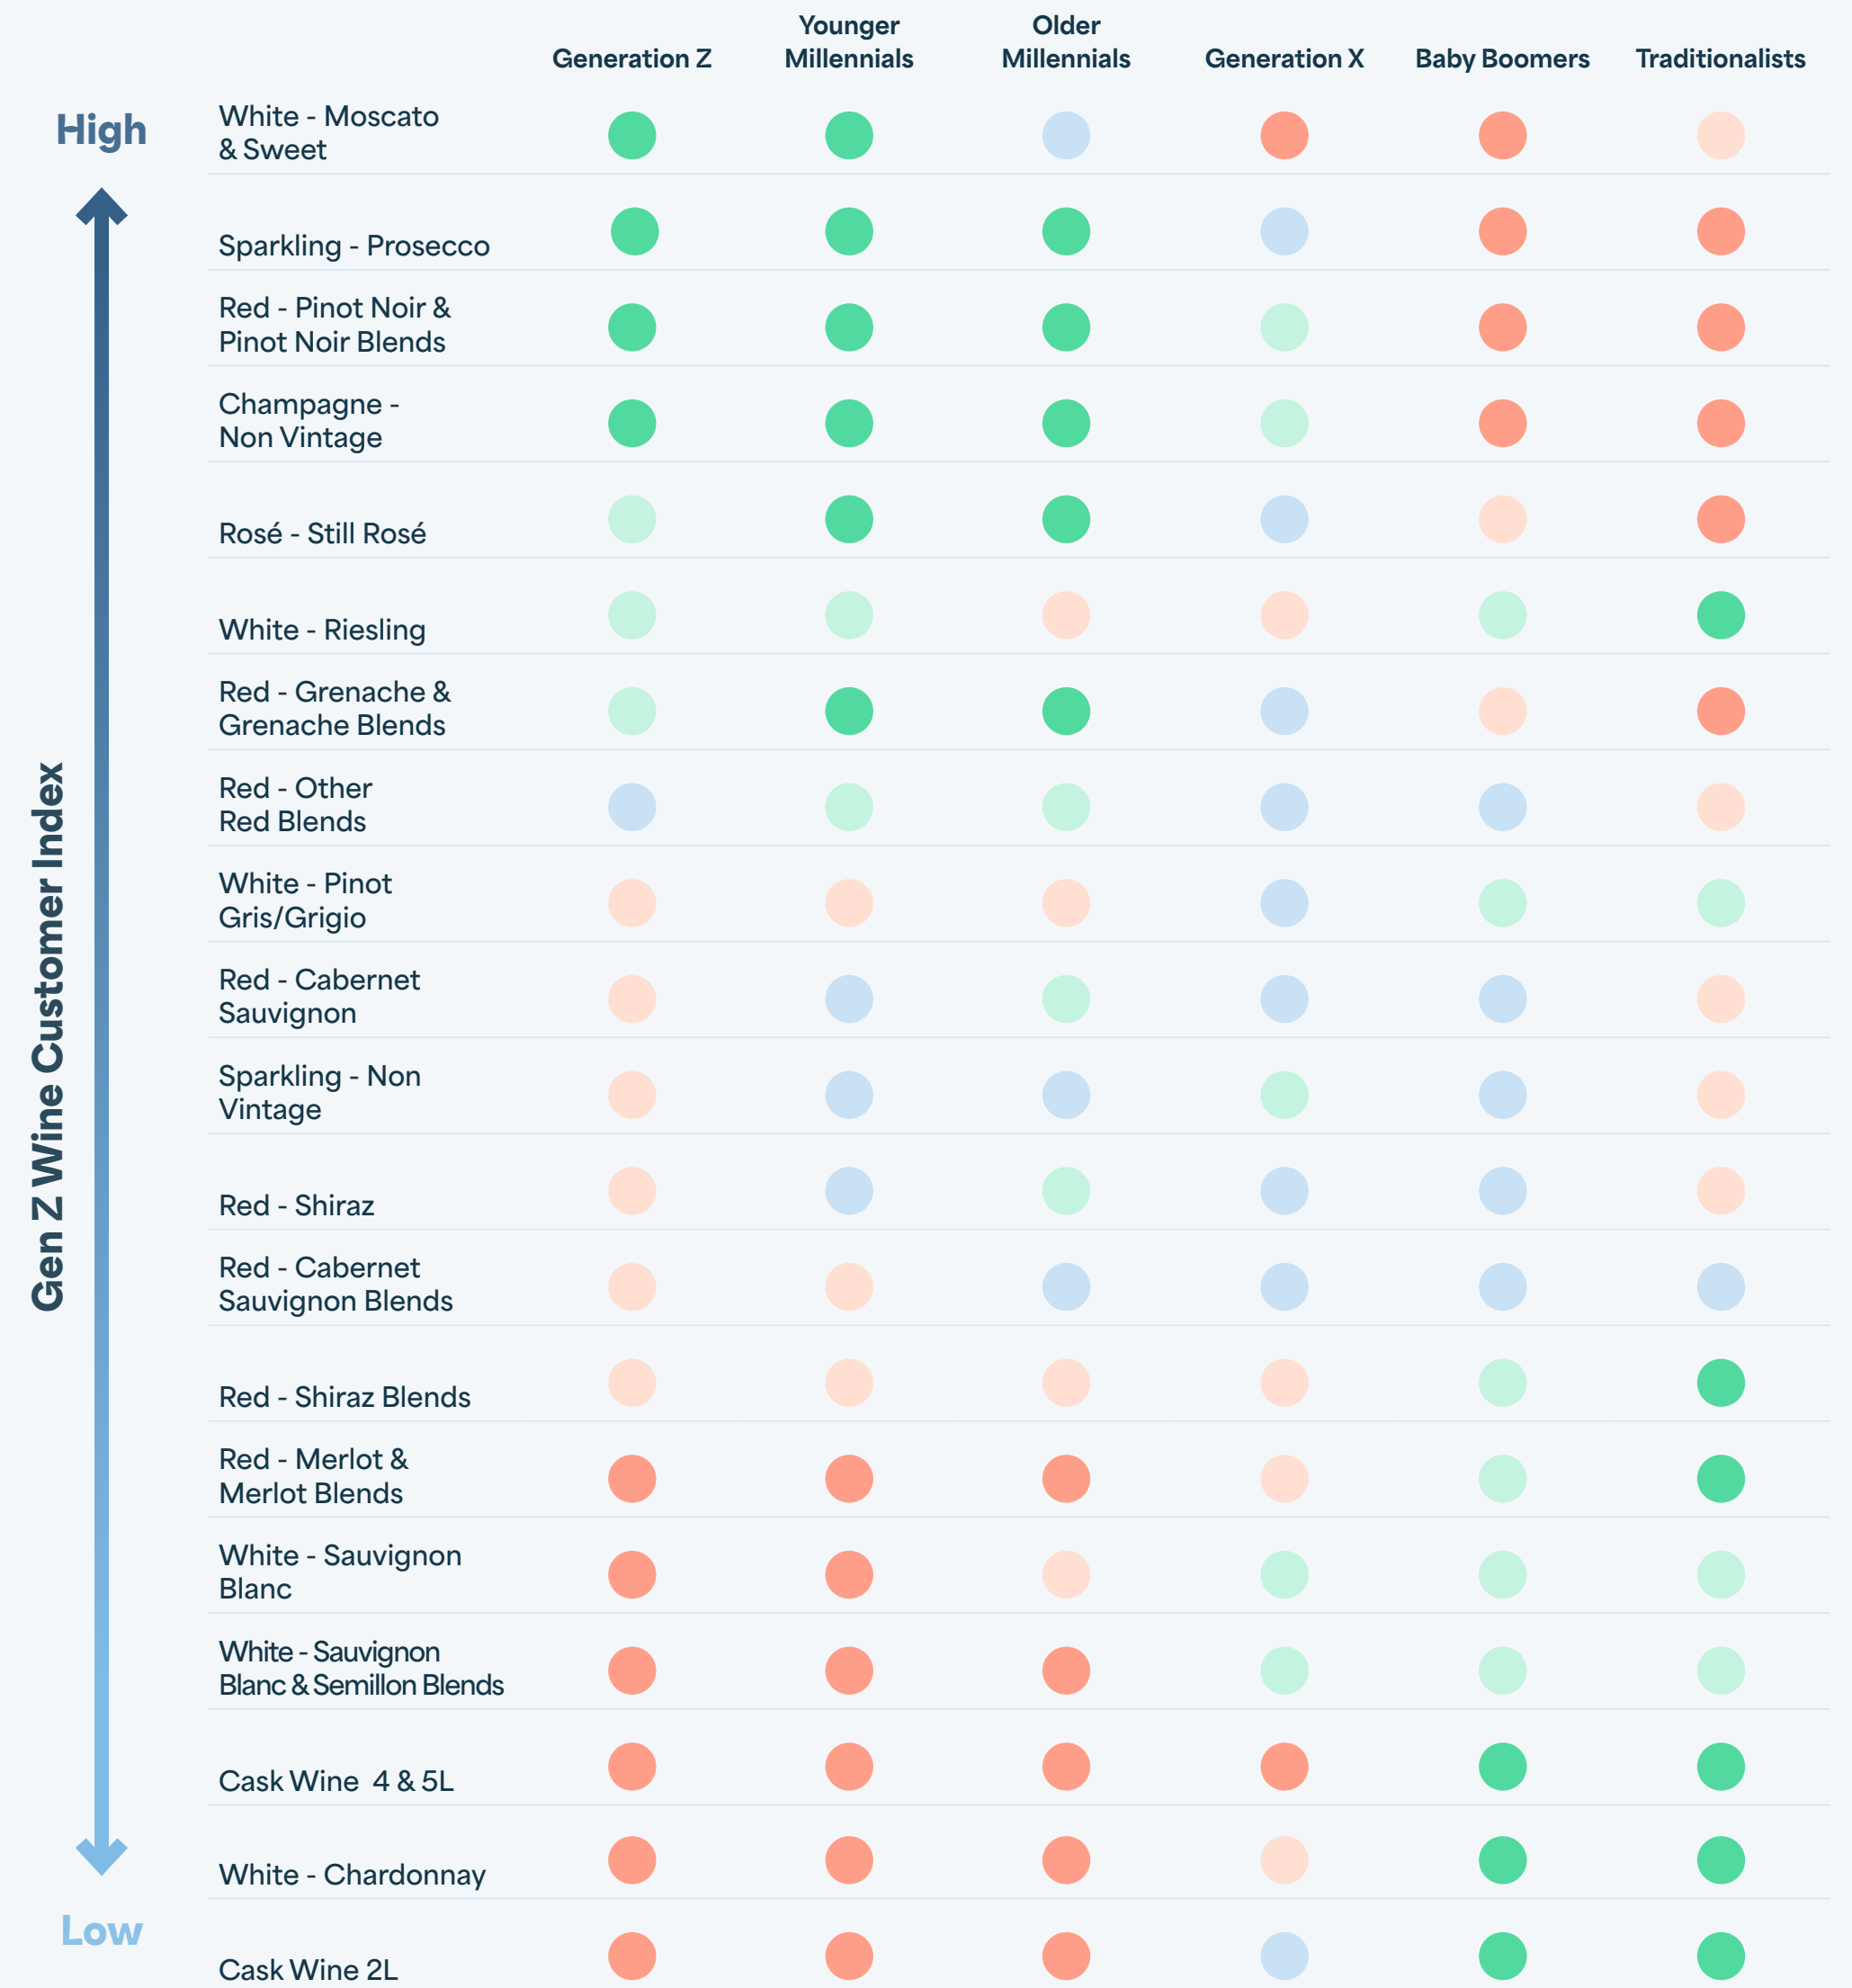 Younger
Older
Generation Z
Millennials
Millennials
Generation X
Baby Boomers
Traditionalists
High
White - Moscato
& Sweet
Sparkling - Prosecco
Red - Pinot Noir &
Pinot Noir Blends
Champagne -
Non Vintage
Rosé - Still Rosé
White - Riesling
Red - Grenache &
Grenache Blends
Red - Other
Red Blends
White - Pinot
Gris/Grigio
Red - Cabernet
Sauvignon
Sparkling - Non
Vintage
Red - Shiraz
Red - Cabernet
Sauvignon Blends
Red - Shiraz Blends
Red - Merlot &
Merlot Blends
White - Sauvignon
Blanc
White - Sauvignon
Blanc & Semillon Blends
Cask Wine 4 & 5L
White - Chardonnay
Cask Wine 2L
Gen Z Wine Customer Index
Low